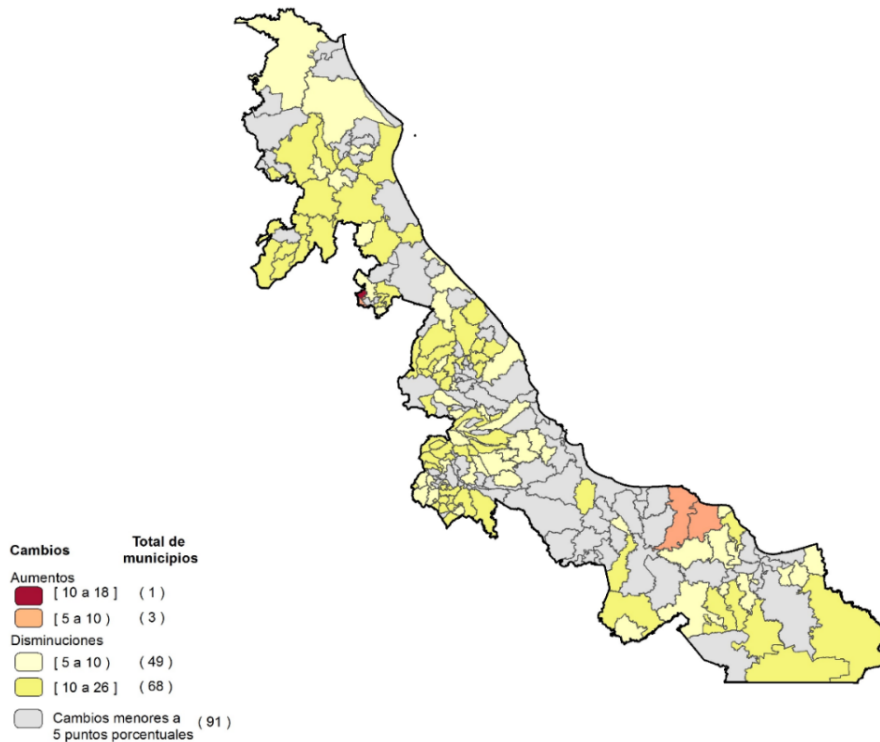 Cambios Total de
municipios
Aumentos
[ 10 a 18 ] ( 1 )
[ 5 a 10 ) ( 3 )
Disminuciones
[ 5 a 10 ) ( 49 )
[ 10 a 26 ] ( 68 )
Cambios menores a ( 91 )
5 puntos porcentuales